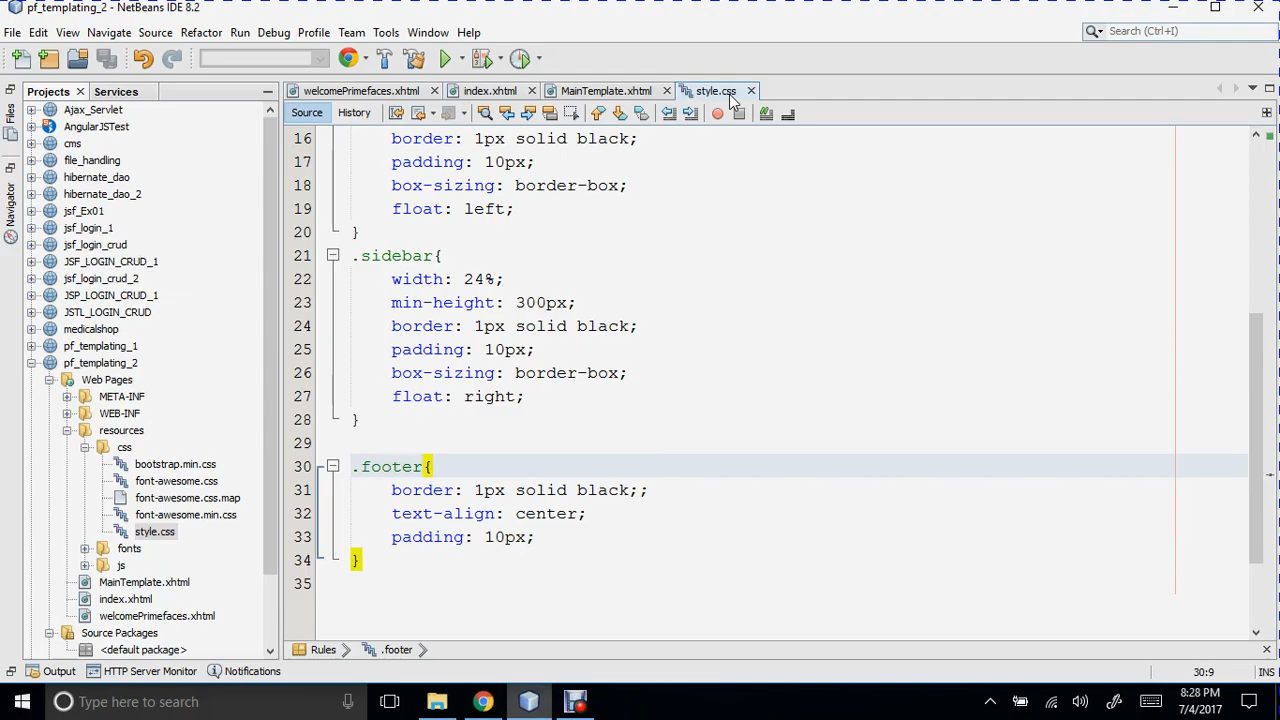 pf_templating_2 - NetBeans IDE 8.2
File Edit View Navigate Source Refactor Run Debug Profile Team Tools Window Help
Search (Ctrl+I)
Projects Services
welcomePrimefaces.xhtml index.xhtml MainTemplate.xhtml style.css
Source History
Files
Navigator
Ajax_Servlet
AngularJSTest
cms
file_handling
hibernate_dao
hibernate_dao_2
jsf_Ex01
jsf_login_1
jsf_login_crud
JSF_LOGIN_CRUD_1
jsf_login_crud_2
JSP_LOGIN_CRUD_1
JSTL_LOGIN_CRUD
medicalshop
pf_templating_1
pf_templating_2
Web Pages
META-INF
WEB-INF
resources
css
bootstrap.min.css
font-awesome.css
font-awesome.css.map
font-awesome.min.css
style.css
fonts
js
MainTemplate.xhtml
index.xhtml
welcomePrimefaces.xhtml
Source Packages
<default package>
16 border: 1px solid black;
17 padding: 10px;
18 box-sizing: border-box;
19 float: left;
20 }
21 .sidebar{
22 width: 24%;
23 min-height: 300px;
24 border: 1px solid black;
25 padding: 10px;
26 box-sizing: border-box;
27 float: right;
28 }
29
30 .footer{
31 border: 1px solid black;;
32 text-align: center;
33 padding: 10px;
34 }
35
Rules .footer
Output HTTP Server Monitor Notifications
30:9 INS
Type here to search
8:28 PM
7/4/2017